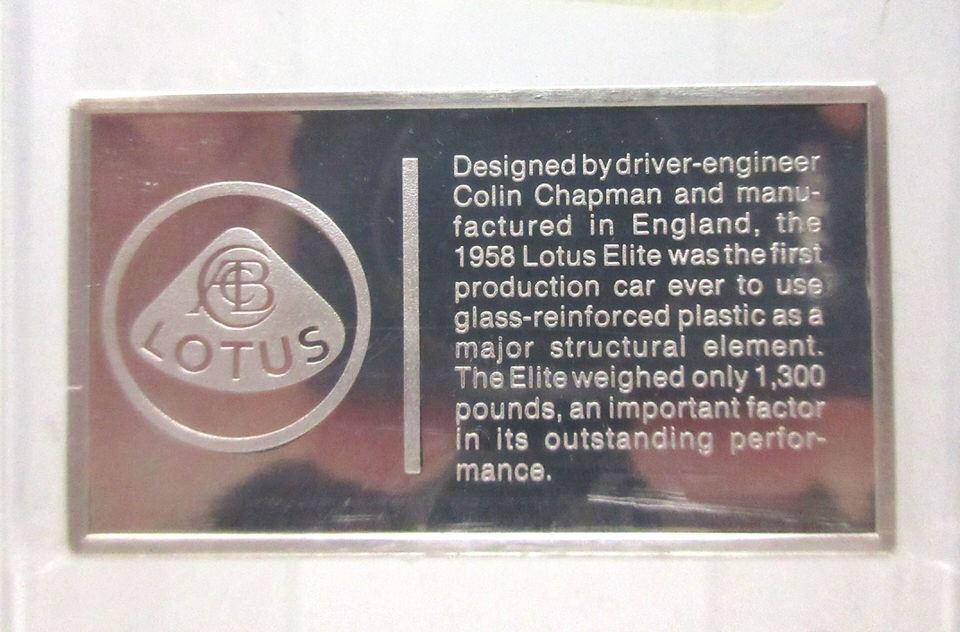 ACBC
LOTUS
Designed by driver-engineer
Colin Chapman and manu-
factured in England, the
1958 Lotus Elite was the first
production car ever to use
glass-reinforced plastic as a
major structural element.
The Elite weighed only 1,300
pounds, an important factor
in its outstanding perfor-
mance.